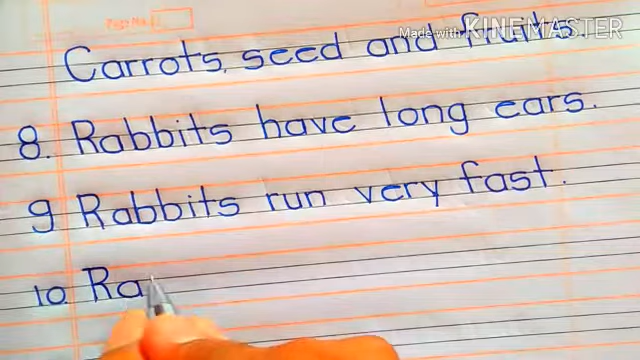 Page No.
Made with KINEMASTER
Carrots, seed and fruits
8. Rabbits have long ears.
9 Rabbits run very fast.
10 Ra